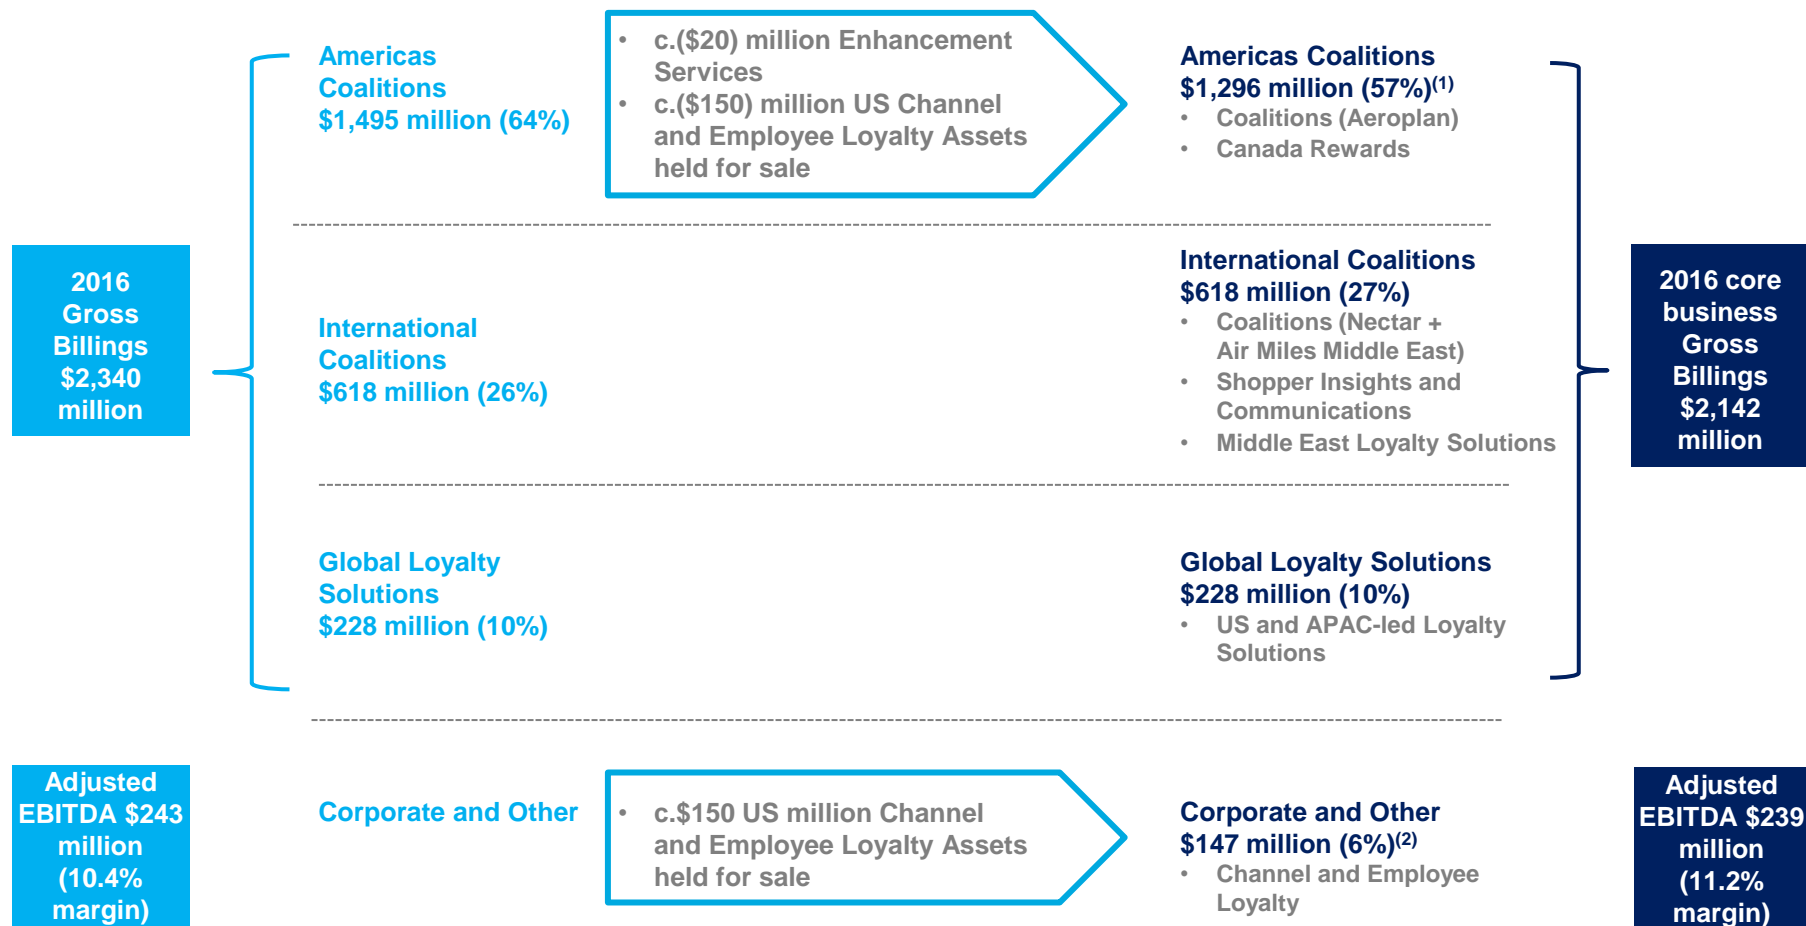 2016
Gross
Billings
$2,340
million
Americas
Coalitions
$1,495 million (64%)
• c.($20) million Enhancement
Services
• c.($150) million US Channel
and Employee Loyalty Assets
held for sale
Americas Coalitions
$1,296 million (57%)(1)
• Coalitions (Aeroplan)
• Canada Rewards
International
Coalitions
$618 million (26%)
International Coalitions
$618 million (27%)
• Coalitions (Nectar +
Air Miles Middle East)
• Shopper Insights and
Communications
• Middle East Loyalty Solutions
2016 core
business
Gross
Billings
$2,142
million
Global Loyalty
Solutions
$228 million (10%)
Global Loyalty Solutions
$228 million (10%)
• US and APAC-led Loyalty
Solutions
Adjusted
EBITDA $243
million
(10.4%
margin)
Corporate and Other
• c.$150 US million Channel
and Employee Loyalty Assets
held for sale
Corporate and Other
$147 million (6%)(2)
• Channel and Employee
Loyalty
Adjusted
EBITDA $239
million
(11.2%
margin)